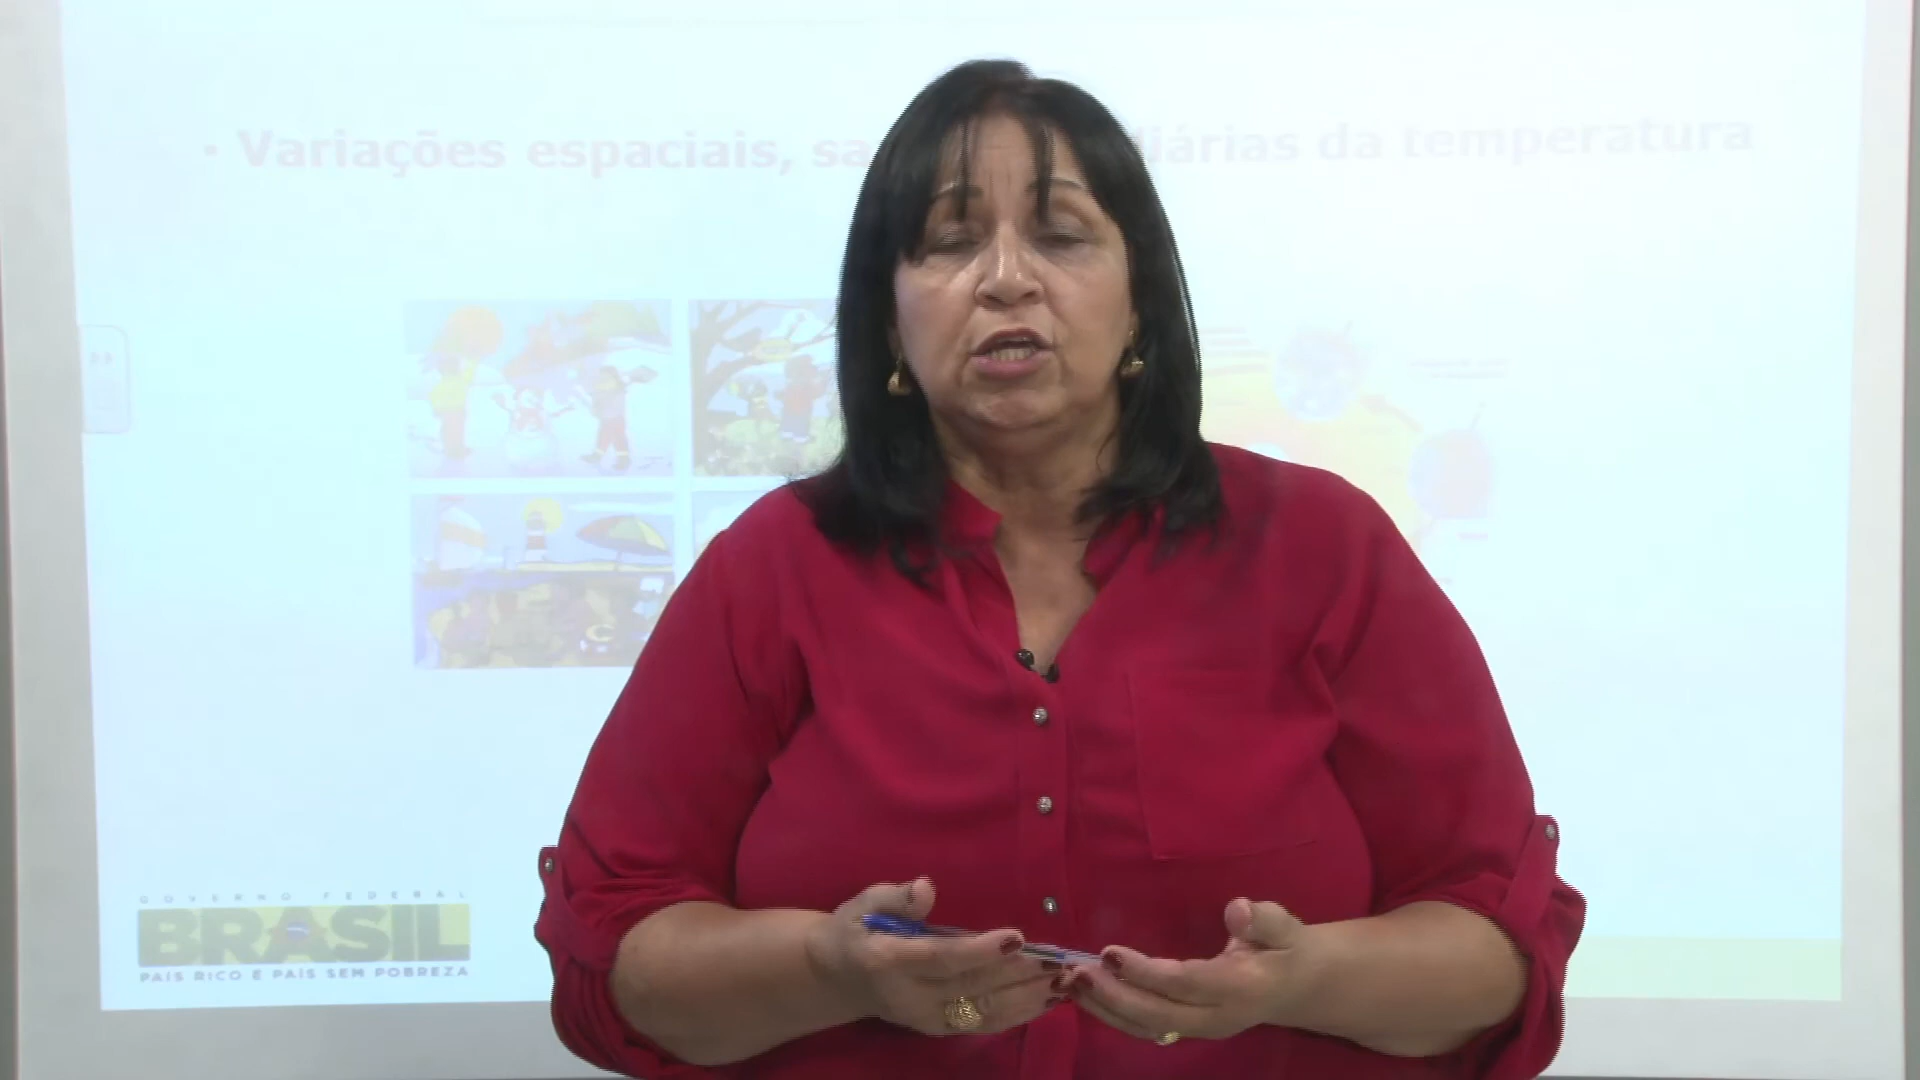 • Variações espaciais, sa diárias da temperatura
GOVERNO FEDERAL
BRASIL
PAÍS RICO É PAÍS SEM POBREZA